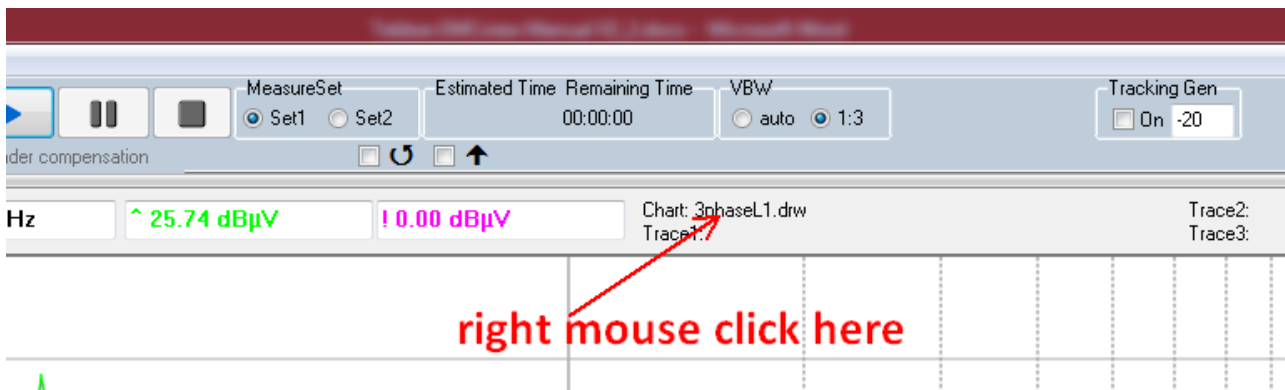 MeasureSet
Estimated Time Remaining Time
VBW
Tracking Gen
Set1 Set2
00:00:00
auto 1:3
On -20
compensation
Hz
^ 25.74 dBµV
! 0.00 dBµV
Chart: 3phaseL1.drw
Trace1:
Trace2:
Trace3:
right mouse click here